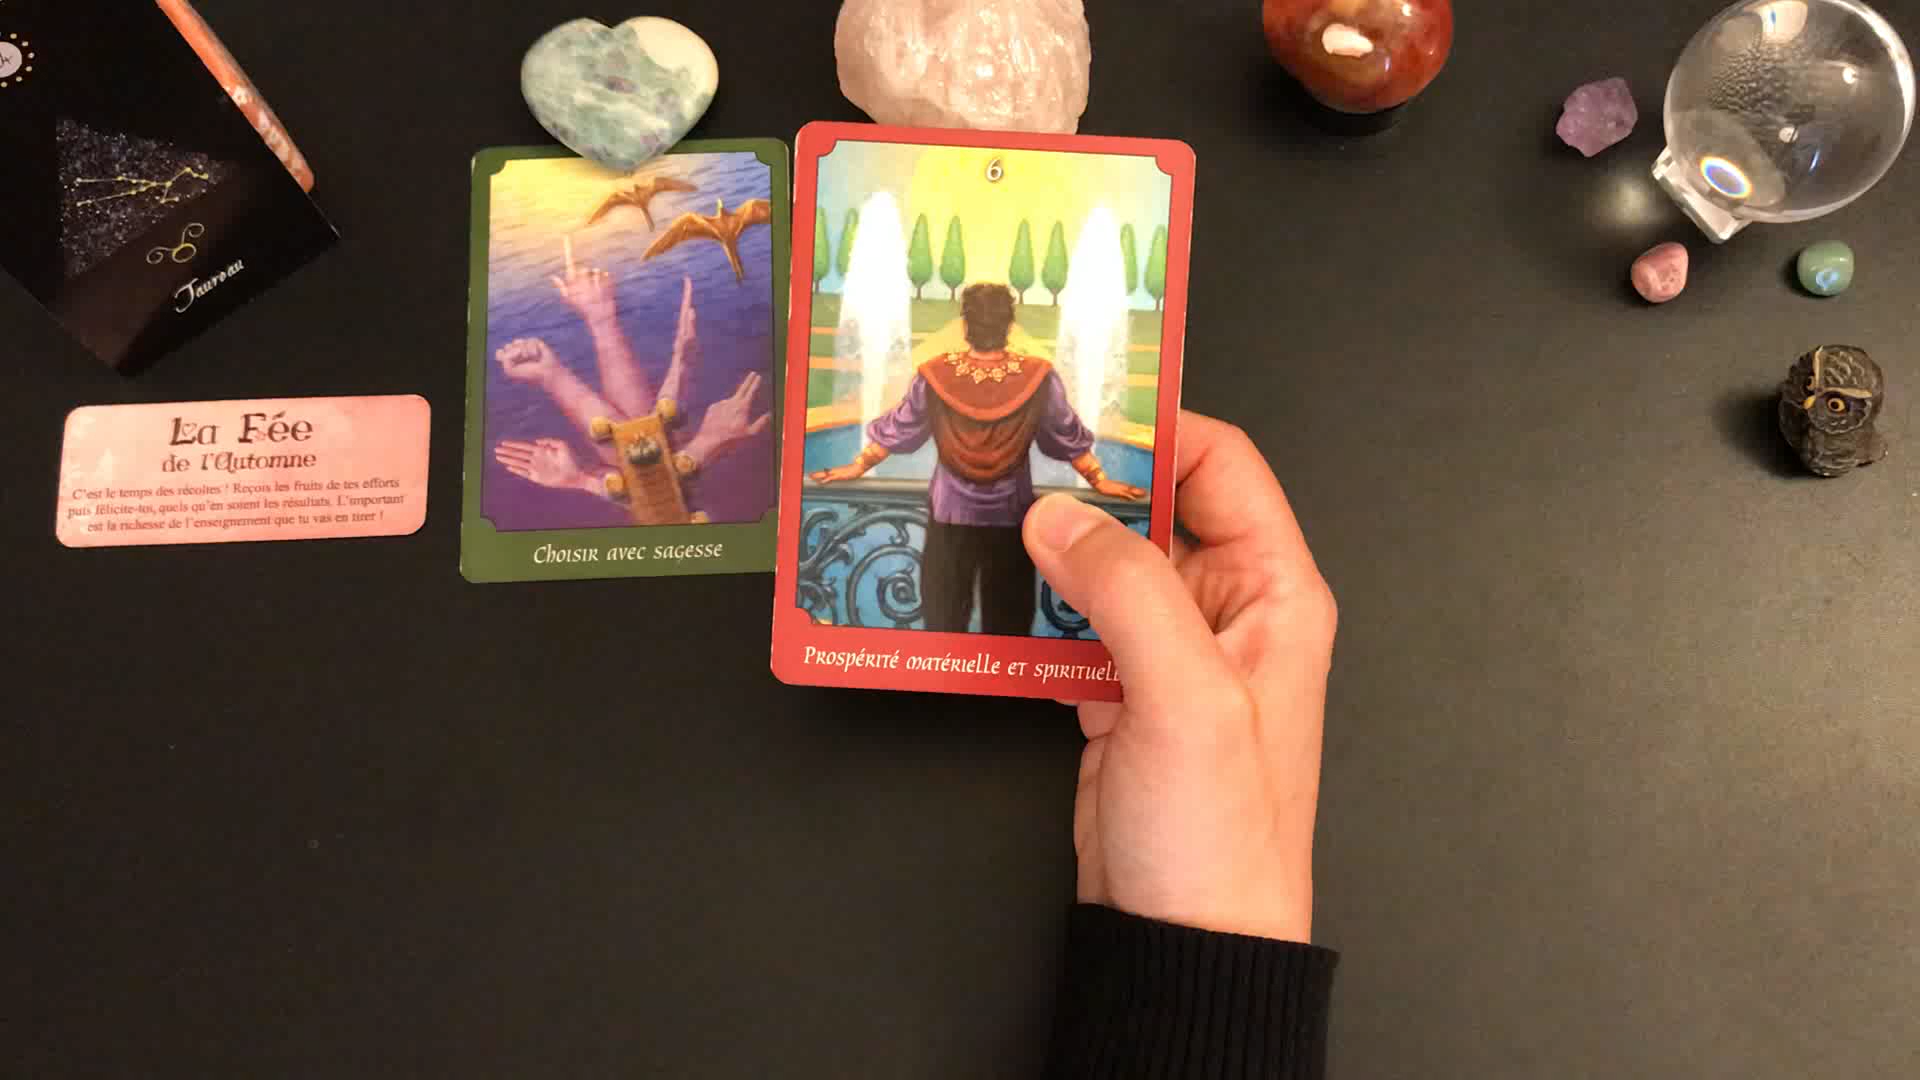 Taureau
La Fée
de l'Automne
C'est le temps des récoltes ! Reçois les fruits de tes efforts
puis félicite-toi, quels qu'en soient les résultats. L'important
est la richesse de l'enseignement que tu vas en tirer !
Choisir avec sagesse
6
Prospérité matérielle et spirituell